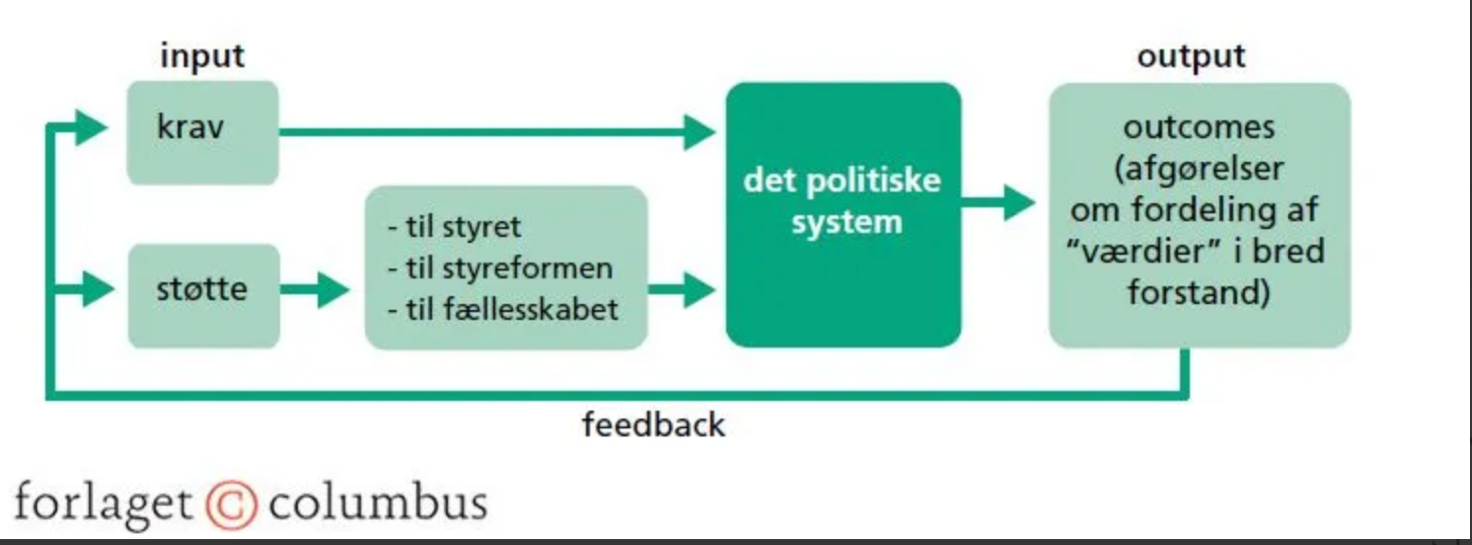 input
krav
støtte
- til styret
- til styreformen
- til fællesskabet
det politiske
system
output
outcomes
(afgørelser
om fordeling af
“værdier” i bred
forstand)
feedback
forlaget © columbus